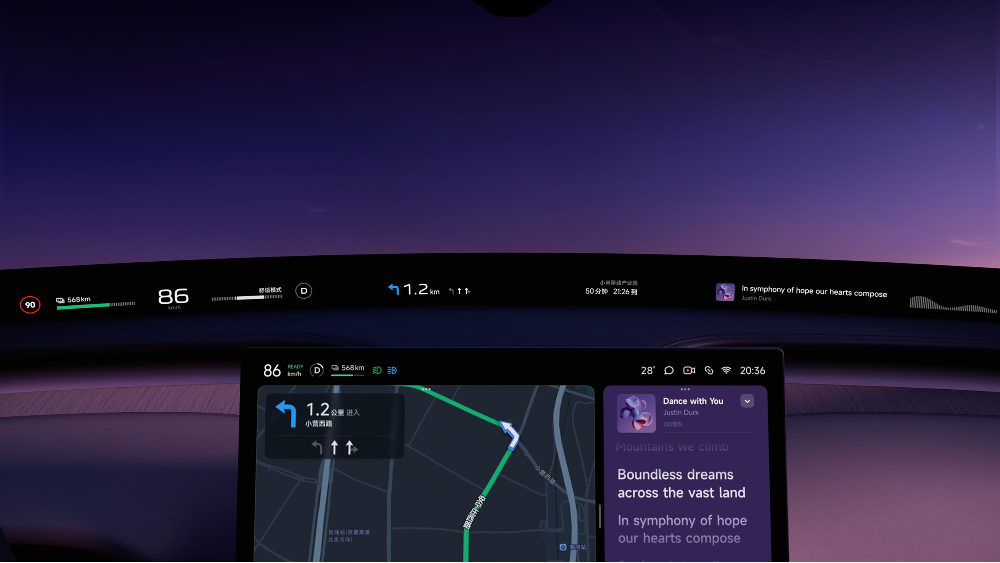 90
568km
86
km/h
舒适模式
D
1.2km
小米移动产业园
50分钟 21:26到
In symphony of hope our hearts compose
Justin Durk
86
READY
km/h
D
568km
28°
20:36
1.2公里 进入
小营西路
小营西路
加油站(京藏高速
北京方向)
清河站
Dance with You
Justin Durk
QQ音乐
Mountains we climb
Boundless dreams
across the vast land
In symphony of hope
our hearts compose